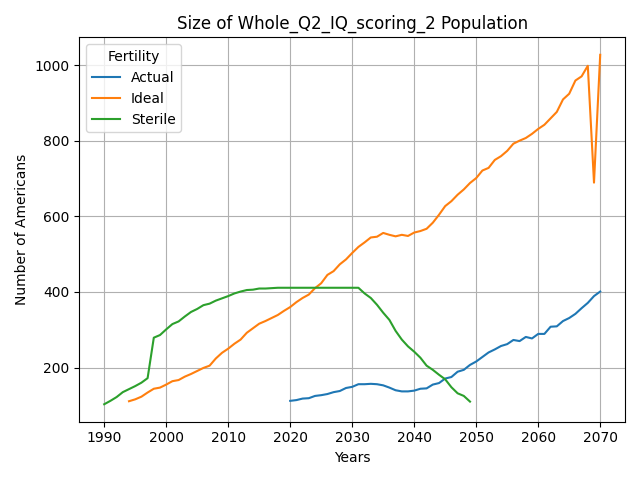 Size of Whole_Q2_IQ_scoring_2 Population
Fertility
Actual
Ideal
Sterile
Number of Americans
1000
800
600
400
200
1990 2000 2010 2020 2030 2040 2050 2060 2070
Years